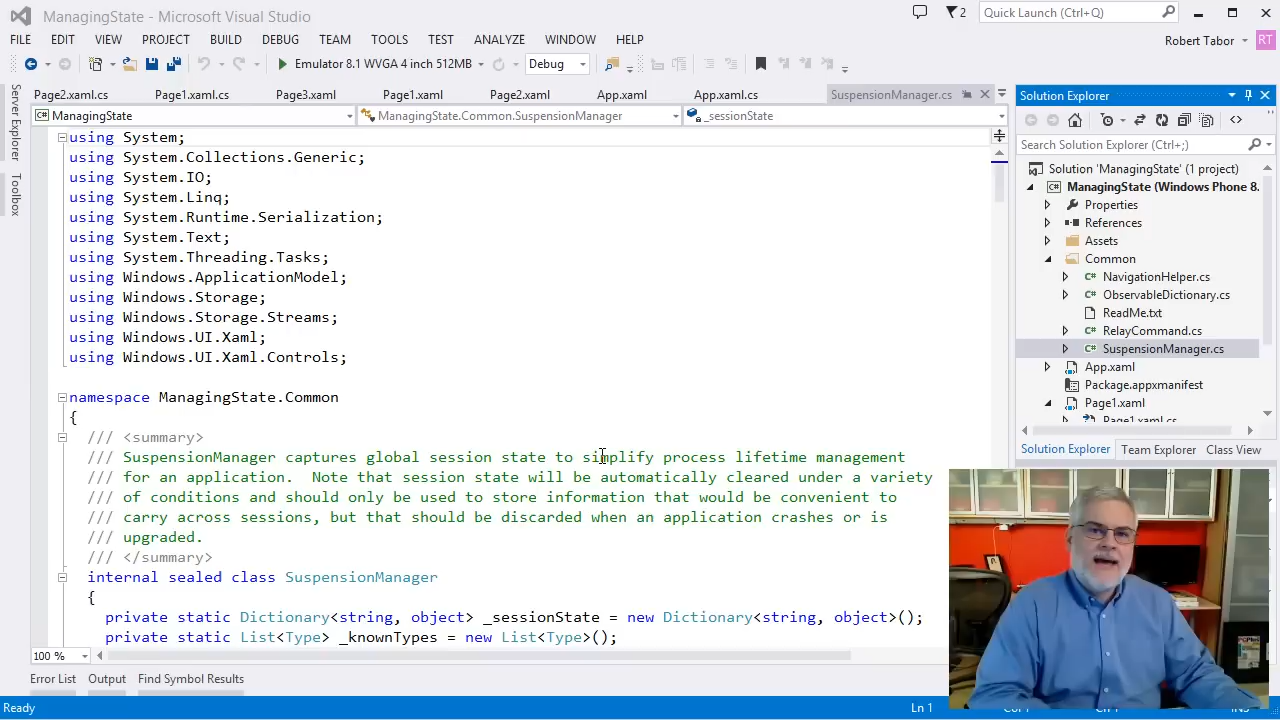 ManagingState - Microsoft Visual Studio
2
Quick Launch (Ctrl+Q)
FILE EDIT VIEW PROJECT BUILD DEBUG TEAM TOOLS TEST ANALYZE WINDOW HELP
Robert Tabor
RT
Emulator 8.1 WVGA 4 inch 512MB
Debug
Server Explorer
Toolbox
Page2.xaml.cs Page1.xaml.cs Page3.xaml Page1.xaml Page2.xaml App.xaml App.xaml.cs SuspensionManager.cs
ManagingState
ManagingState.Common.SuspensionManager
_sessionState
using System;
using System.Collections.Generic;
using System.IO;
using System.Linq;
using System.Runtime.Serialization;
using System.Text;
using System.Threading.Tasks;
using Windows.ApplicationModel;
using Windows.Storage;
using Windows.Storage.Streams;
using Windows.UI.Xaml;
using Windows.UI.Xaml.Controls;
namespace ManagingState.Common
{
/// <summary>
/// SuspensionManager captures global session state to simplify process lifetime management
/// for an application.  Note that session state will be automatically cleared under a variety
/// of conditions and should only be used to store information that would be convenient to
/// carry across sessions, but that should be discarded when an application crashes or is
/// upgraded.
/// </summary>
internal sealed class SuspensionManager
{
private static Dictionary<string, object> _sessionState = new Dictionary<string, object>();
private static List<Type> _knownTypes = new List<Type>();
100 %
Error List Output Find Symbol Results
Ready
Ln 1
Solution Explorer
Search Solution Explorer (Ctrl+;)
Solution 'ManagingState' (1 project)
ManagingState (Windows Phone 8.
Properties
References
Assets
Common
NavigationHelper.cs
ObservableDictionary.cs
ReadMe.txt
RelayCommand.cs
SuspensionManager.cs
App.xaml
Package.appxmanifest
Page1.xaml
Page1.xaml.cs
Solution Explorer Team Explorer Class View